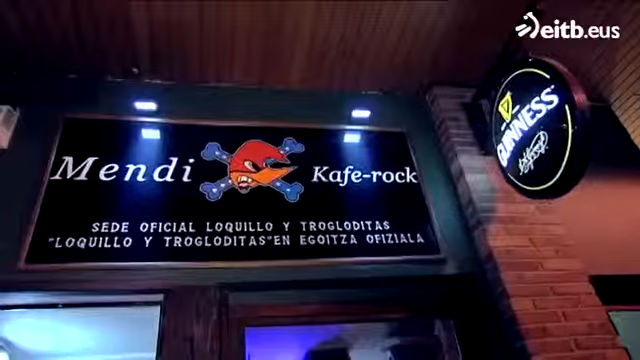 eitb.eus
Mendi Kafe-rock
SEDE OFICIAL LOQUILLO Y TROGLODITAS
"LOQUILLO Y TROGLODITAS"EN EGOITZA OFIZIALA
GUINNESS